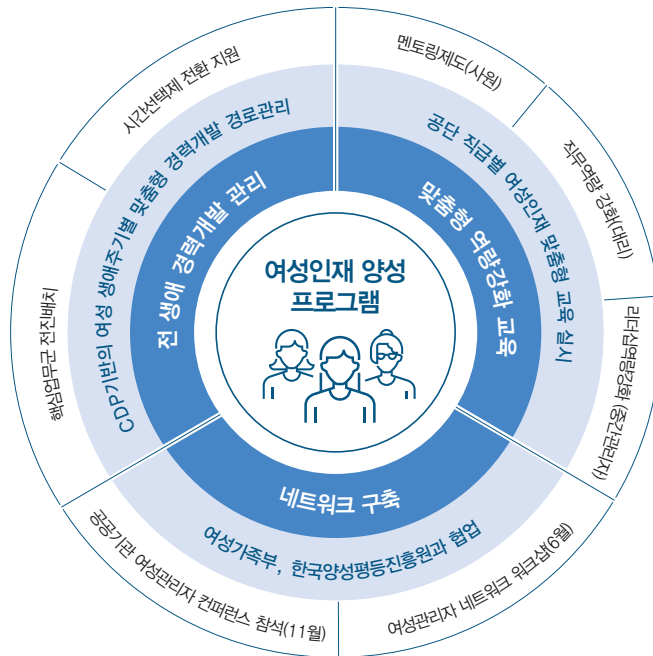 여성인재 양성
프로그램
전 생애 경력개발 관리
CDP기반의 여성 생애주기별 맞춤형 경력개발 경로관리
핵심업무군 전진배치
시간선택제 전환 지원
맞춤형 역량강화 교육
공단 직급별 여성인재 맞춤형 교육 실시
멘토링제도(사원)
직무역량 강화(대리)
리더십역량강화 (중간관리자)
네트워크 구축
여성가족부, 한국양성평등진흥원과 협업
공공기관 여성관리자 컨퍼런스 참석(11월)
여성관리자 네트워크 워크샵(9월)